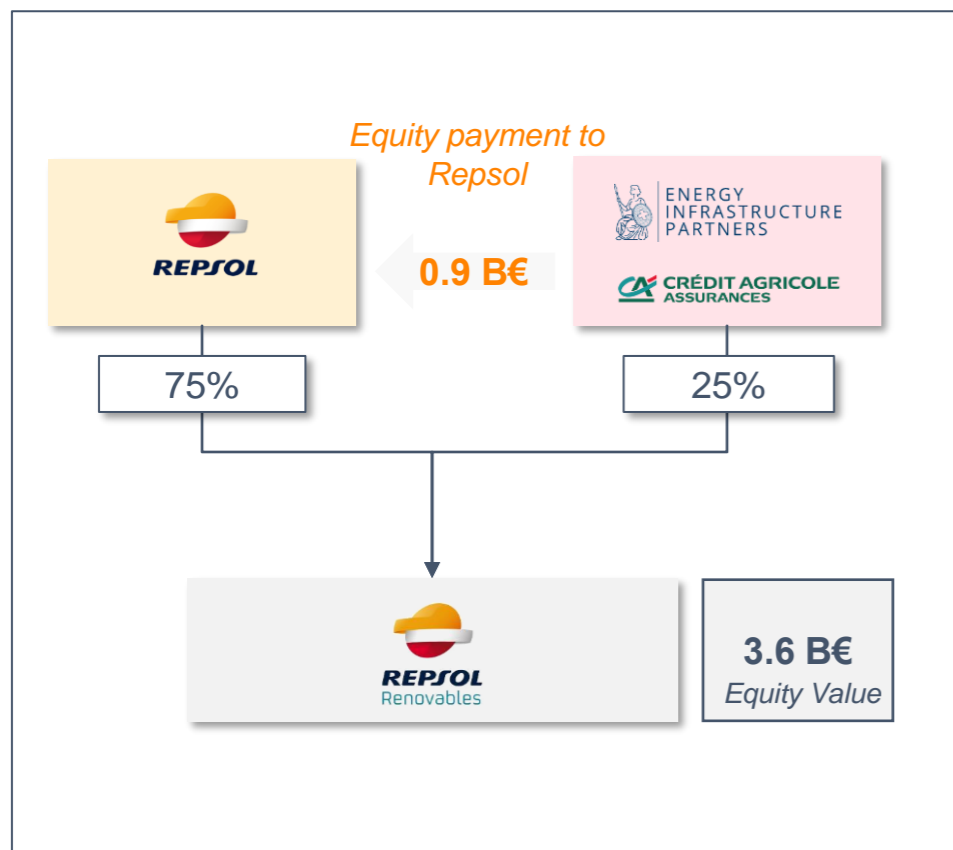 Equity payment to
Repsol
REPSOL
0.9 B€
ENERGY
INFRASTRUCTURE
PARTNERS
CA CRÉDIT AGRICOLE
ASSURANCES
75%
25%
REPSOL
Renovables
3.6 B€
Equity Value